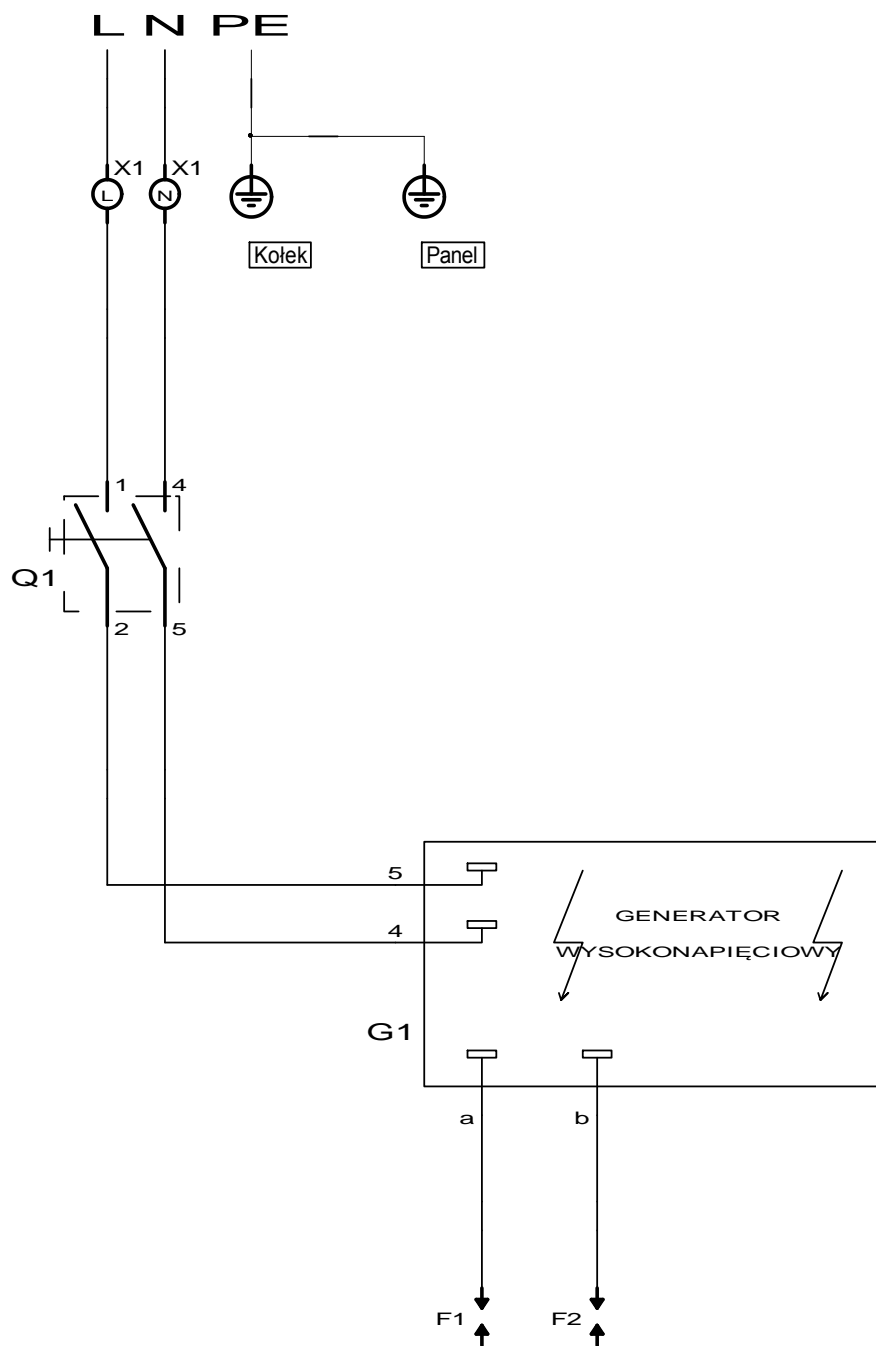 L N PE
X1 X1
L N
Kołek Panel
1 4
Q1
2 5
5
GENERATOR
4
WYSOKONAPIĘCIOWY
G1
a b
F1 F2